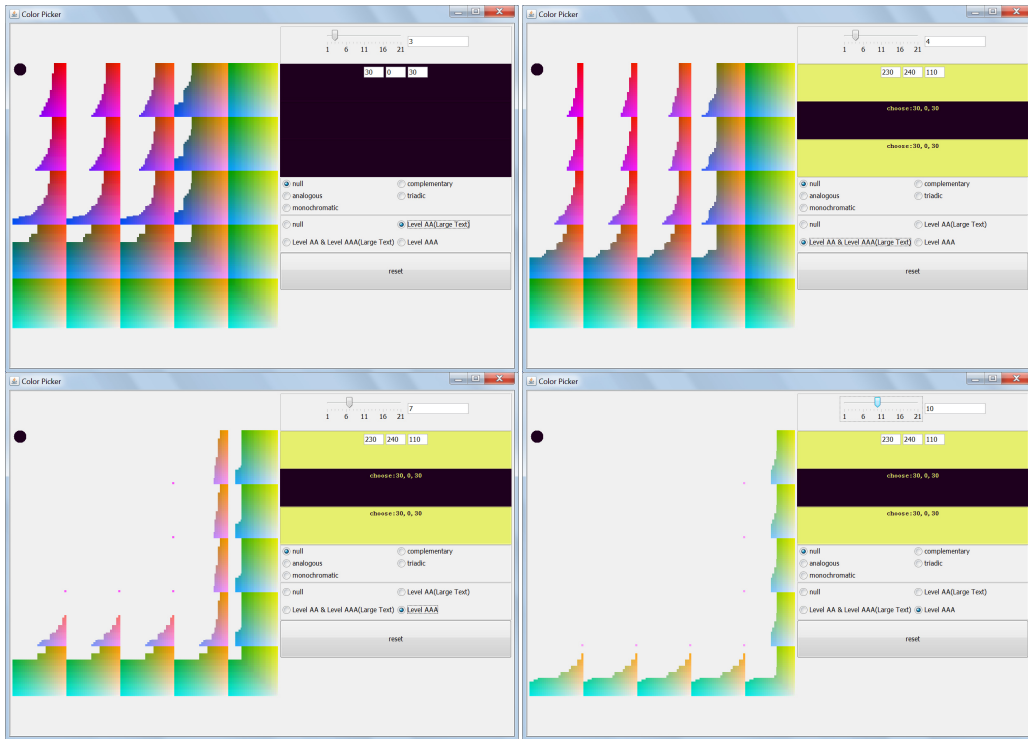 Color Picker
3
1 6 11 16 21
30 0 30
null complementary
analogous triadic
monochromatic
null Level AA(Large Text)
Level AA & Level AAA(Large Text) Level AAA
reset
Color Picker
4
1 6 11 16 21
230 240 110
choose:30, 0, 30
choose:30, 0, 30
null complementary
analogous triadic
monochromatic
null Level AA(Large Text)
Level AA & Level AAA(Large Text) Level AAA
reset
Color Picker
7
1 6 11 16 21
230 240 110
choose:30, 0, 30
choose:30, 0, 30
null complementary
analogous triadic
monochromatic
null Level AA(Large Text)
Level AA & Level AAA(Large Text) Level AAA
reset
Color Picker
10
1 6 11 16 21
230 240 110
choose:30, 0, 30
choose:30, 0, 30
null complementary
analogous triadic
monochromatic
null Level AA(Large Text)
Level AA & Level AAA(Large Text) Level AAA
reset